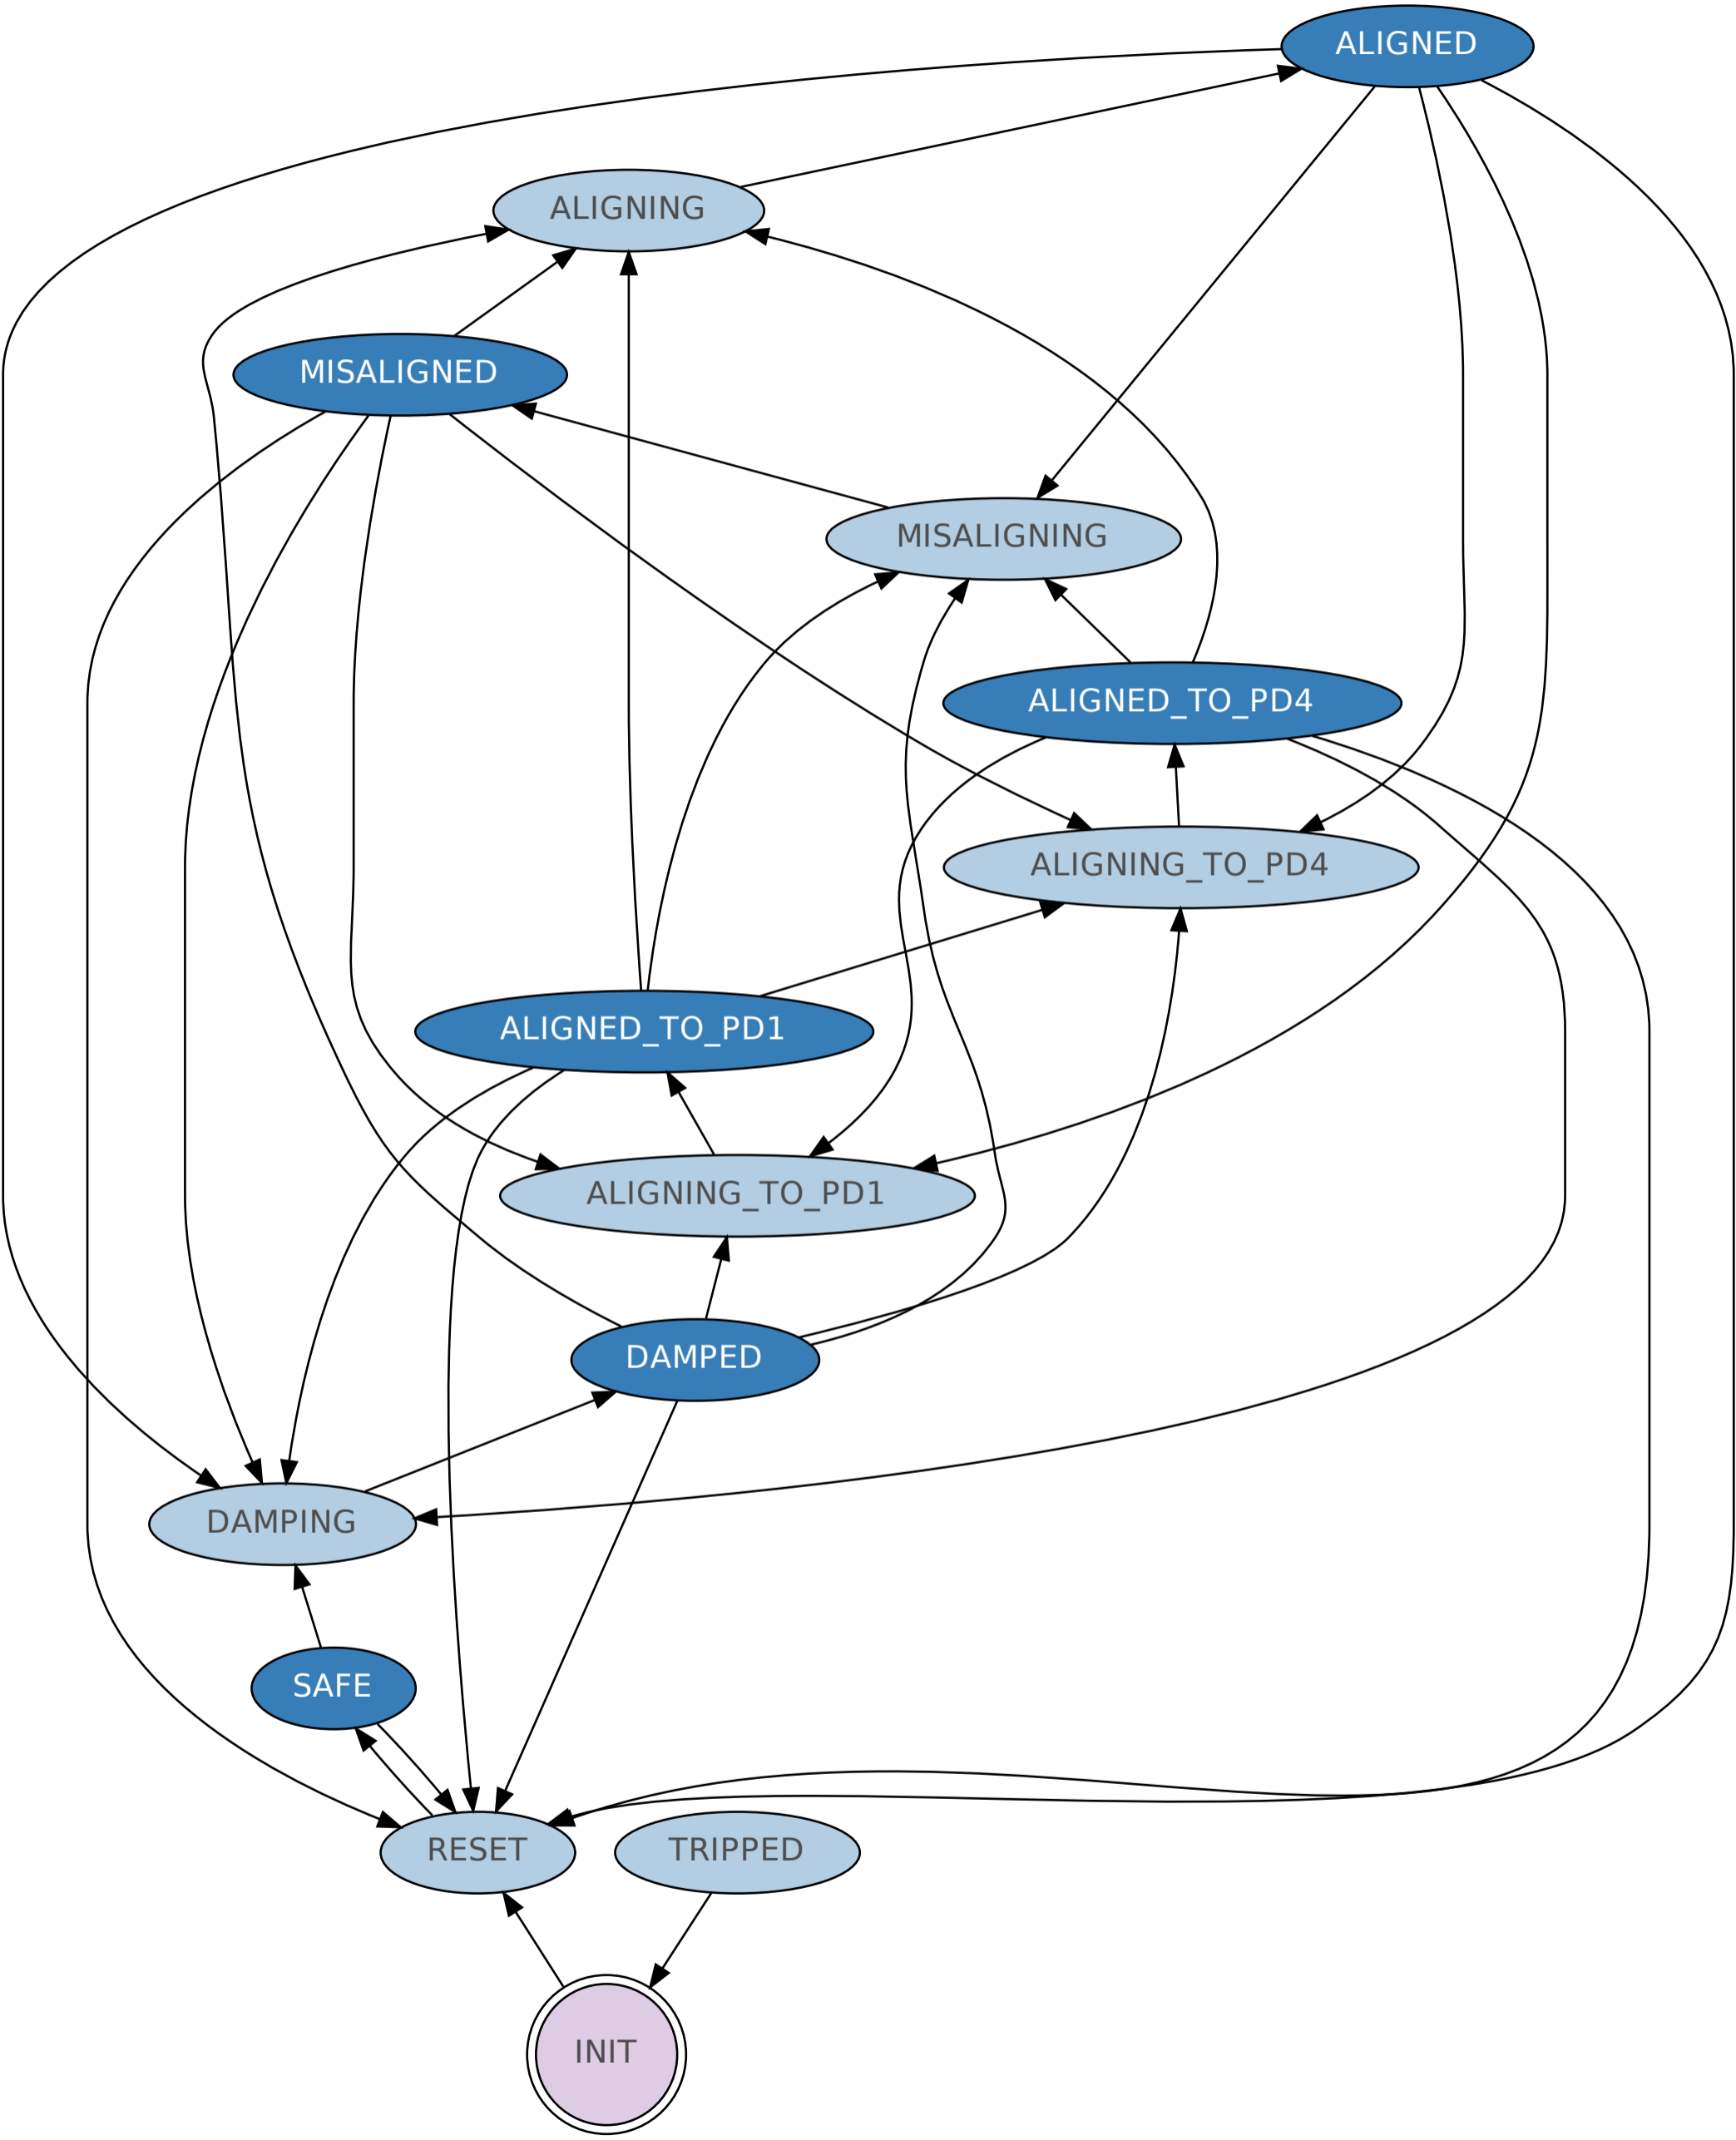 ALIGNED
ALIGNING
MISALIGNED
MISALIGNING
ALIGNED_TO_PD4
ALIGNING_TO_PD4
ALIGNED_TO_PD1
ALIGNING_TO_PD1
DAMPED
DAMPING
SAFE
RESET
TRIPPED
INIT